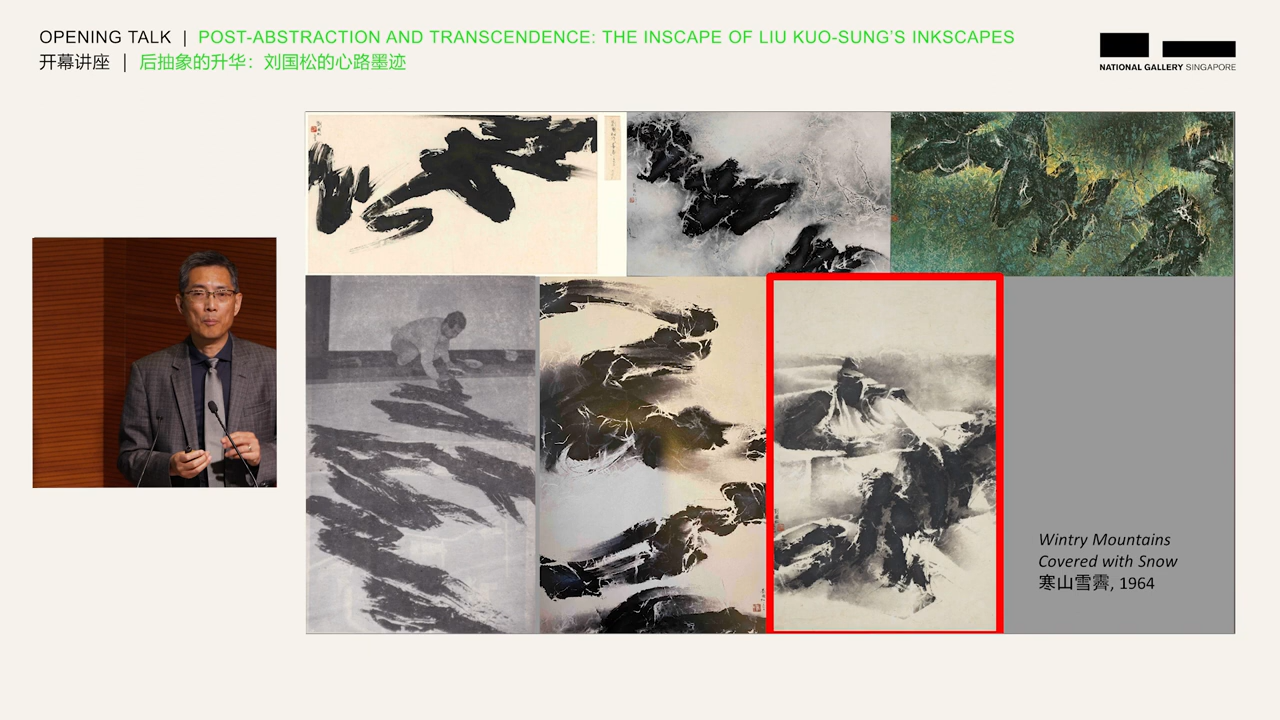 OPENING TALK | POST-ABSTRACTION AND TRANSCENDENCE: THE INSCAPE OF LIU KUO-SUNG'S INKSCAPES
开幕讲座 | 后抽象的升华：刘国松的心路墨迹
NATIONAL GALLERY SINGAPORE
Wintry Mountains
Covered with Snow
寒山雪霁, 1964